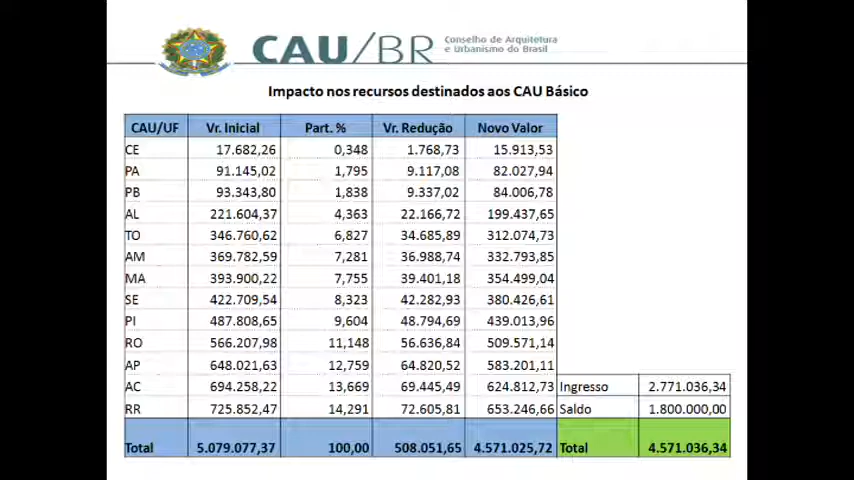 CAU/BR Conselho de Arquitetura
e Urbanismo do Brasil
Impacto nos recursos destinados aos CAU Básico
CAU/UF Vr. Inicial Part. % Vr. Redução Novo Valor
CE 17.682,26 0,348 1.768,73 15.913,53
PA 91.145,02 1,795 9.117,08 82.027,94
PB 93.343,80 1,838 9.337,02 84.006,78
AL 221.604,37 4,363 22.166,72 199.437,65
TO 346.760,62 6,827 34.685,89 312.074,73
AM 369.782,59 7,281 36.988,74 332.793,85
MA 393.900,22 7,755 39.401,18 354.499,04
SE 422.709,54 8,323 42.282,93 380.426,61
PI 487.808,65 9,604 48.794,69 439.013,96
RO 566.207,98 11,148 56.636,84 509.571,14
AP 648.021,63 12,759 64.820,52 583.201,11
AC 694.258,22 13,669 69.445,49 624.812,73 Ingresso 2.771.036,34
RR 725.852,47 14,291 72.605,81 653.246,66 Saldo 1.800.000,00
Total 5.079.077,37 100,00 508.051,65 4.571.025,72 Total 4.571.036,34